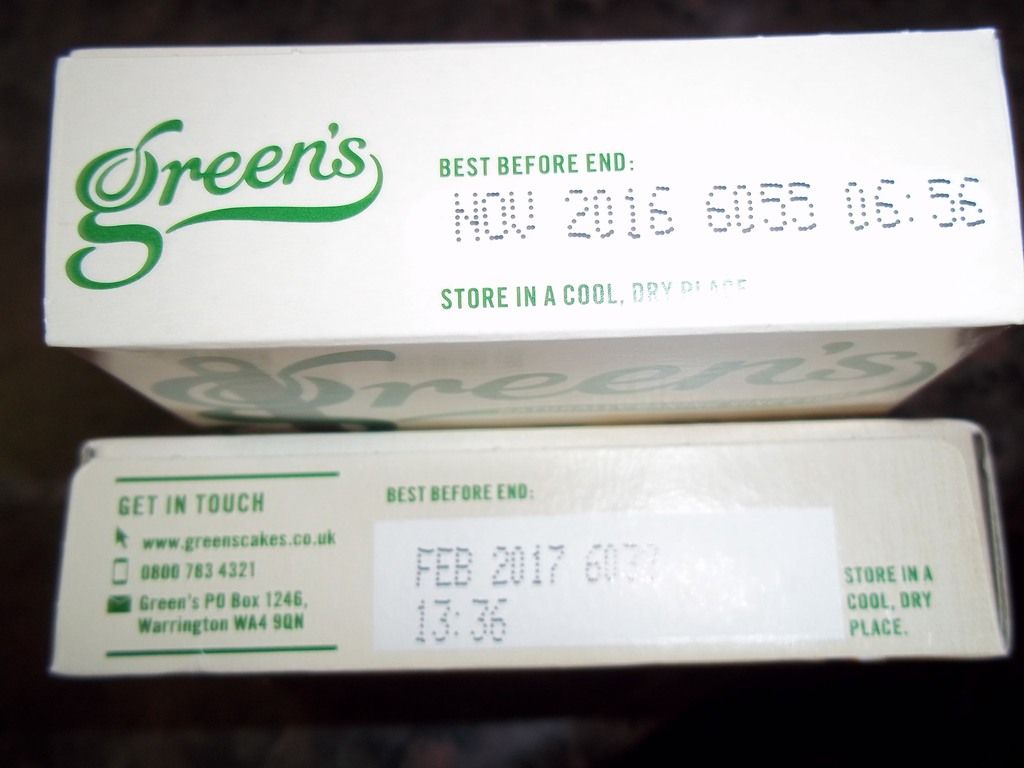 green's
BEST BEFORE END:
NOV 2016 6055 06:56
STORE IN A COOL, DRY PLACE
Green's
GET IN TOUCH
www.greenscakes.co.uk
0800 783 4321
Green's PO Box 1246,
Warrington WA4 9QN
BEST BEFORE END:
FEB 2017
13:36
STORE IN A
COOL, DRY
PLACE.